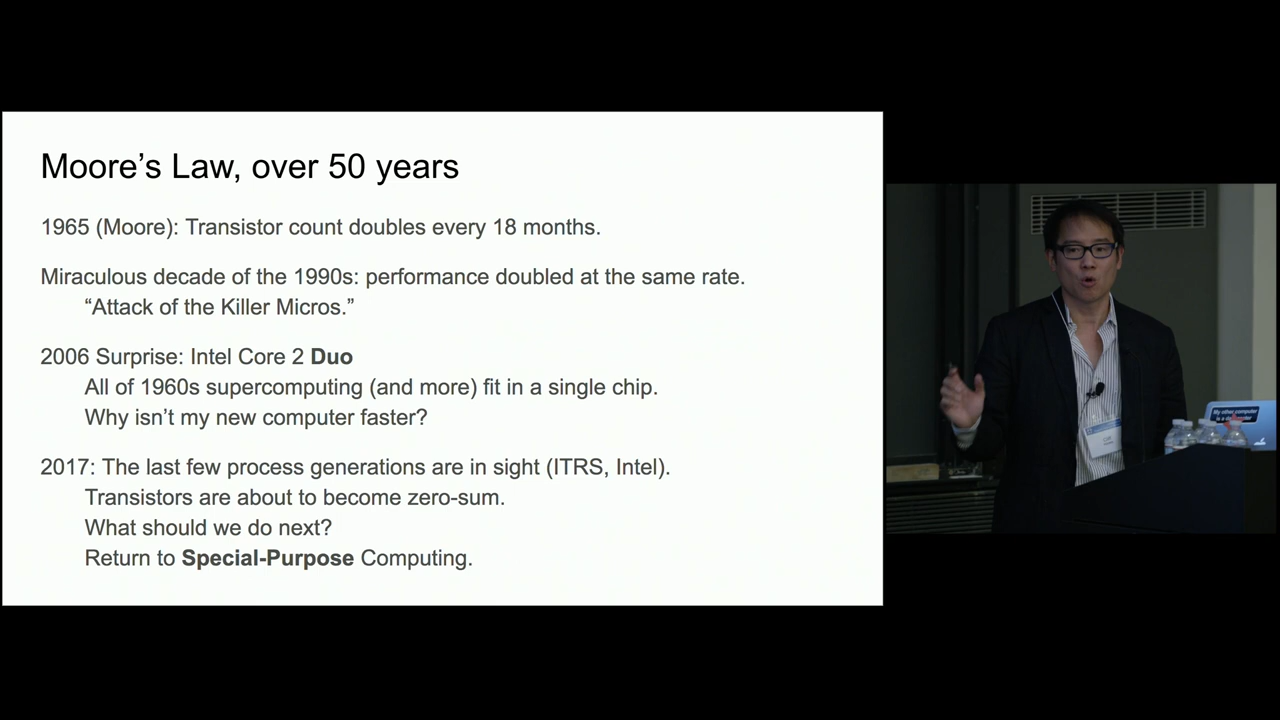 Moore’s Law, over 50 years
1965 (Moore): Transistor count doubles every 18 months.
Miraculous decade of the 1990s: performance doubled at the same rate.
“Attack of the Killer Micros.”
2006 Surprise: Intel Core 2 Duo
All of 1960s supercomputing (and more) fit in a single chip.
Why isn’t my new computer faster?
2017: The last few process generations are in sight (ITRS, Intel).
Transistors are about to become zero-sum.
What should we do next?
Return to Special-Purpose Computing.
My other computer
is a